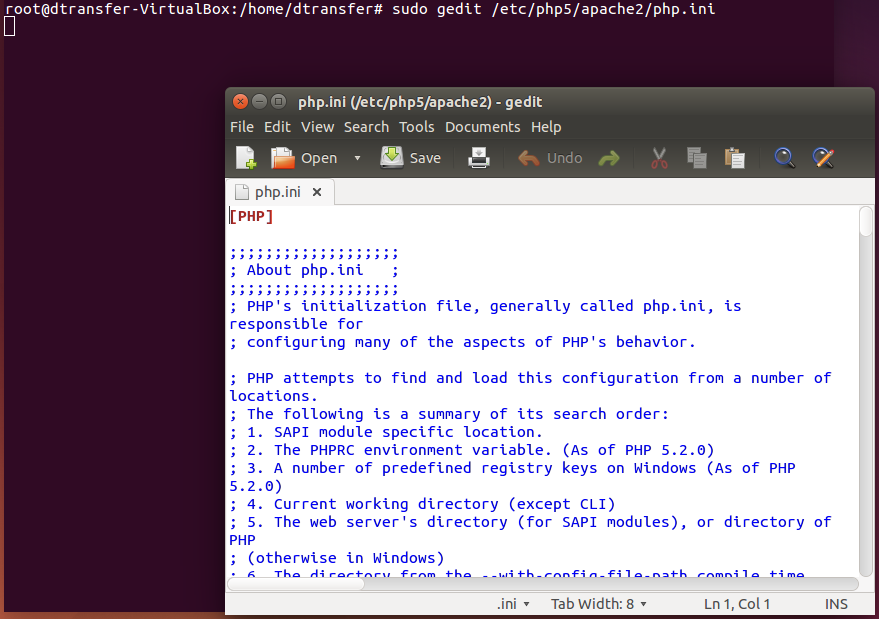 root@dtransfer-VirtualBox:/home/dtransfer# sudo gedit /etc/php5/apache2/php.ini
php.ini (/etc/php5/apache2) - gedit
File Edit View Search Tools Documents Help
Open Save Undo
php.ini
[PHP]
;;;;;;;;;;;;;;;;;;;
; About php.ini   ;
;;;;;;;;;;;;;;;;;;;
; PHP's initialization file, generally called php.ini, is
responsible for
; configuring many of the aspects of PHP's behavior.
; PHP attempts to find and load this configuration from a number of
locations.
; The following is a summary of its search order:
; 1. SAPI module specific location.
; 2. The PHPRC environment variable. (As of PHP 5.2.0)
; 3. A number of predefined registry keys on Windows (As of PHP
5.2.0)
; 4. Current working directory (except CLI)
; 5. The web server's directory (for SAPI modules), or directory of
PHP
; (otherwise in Windows)
; 6. The directory from the --with-config-file-path compile time
.ini Tab Width: 8 Ln 1, Col 1 INS